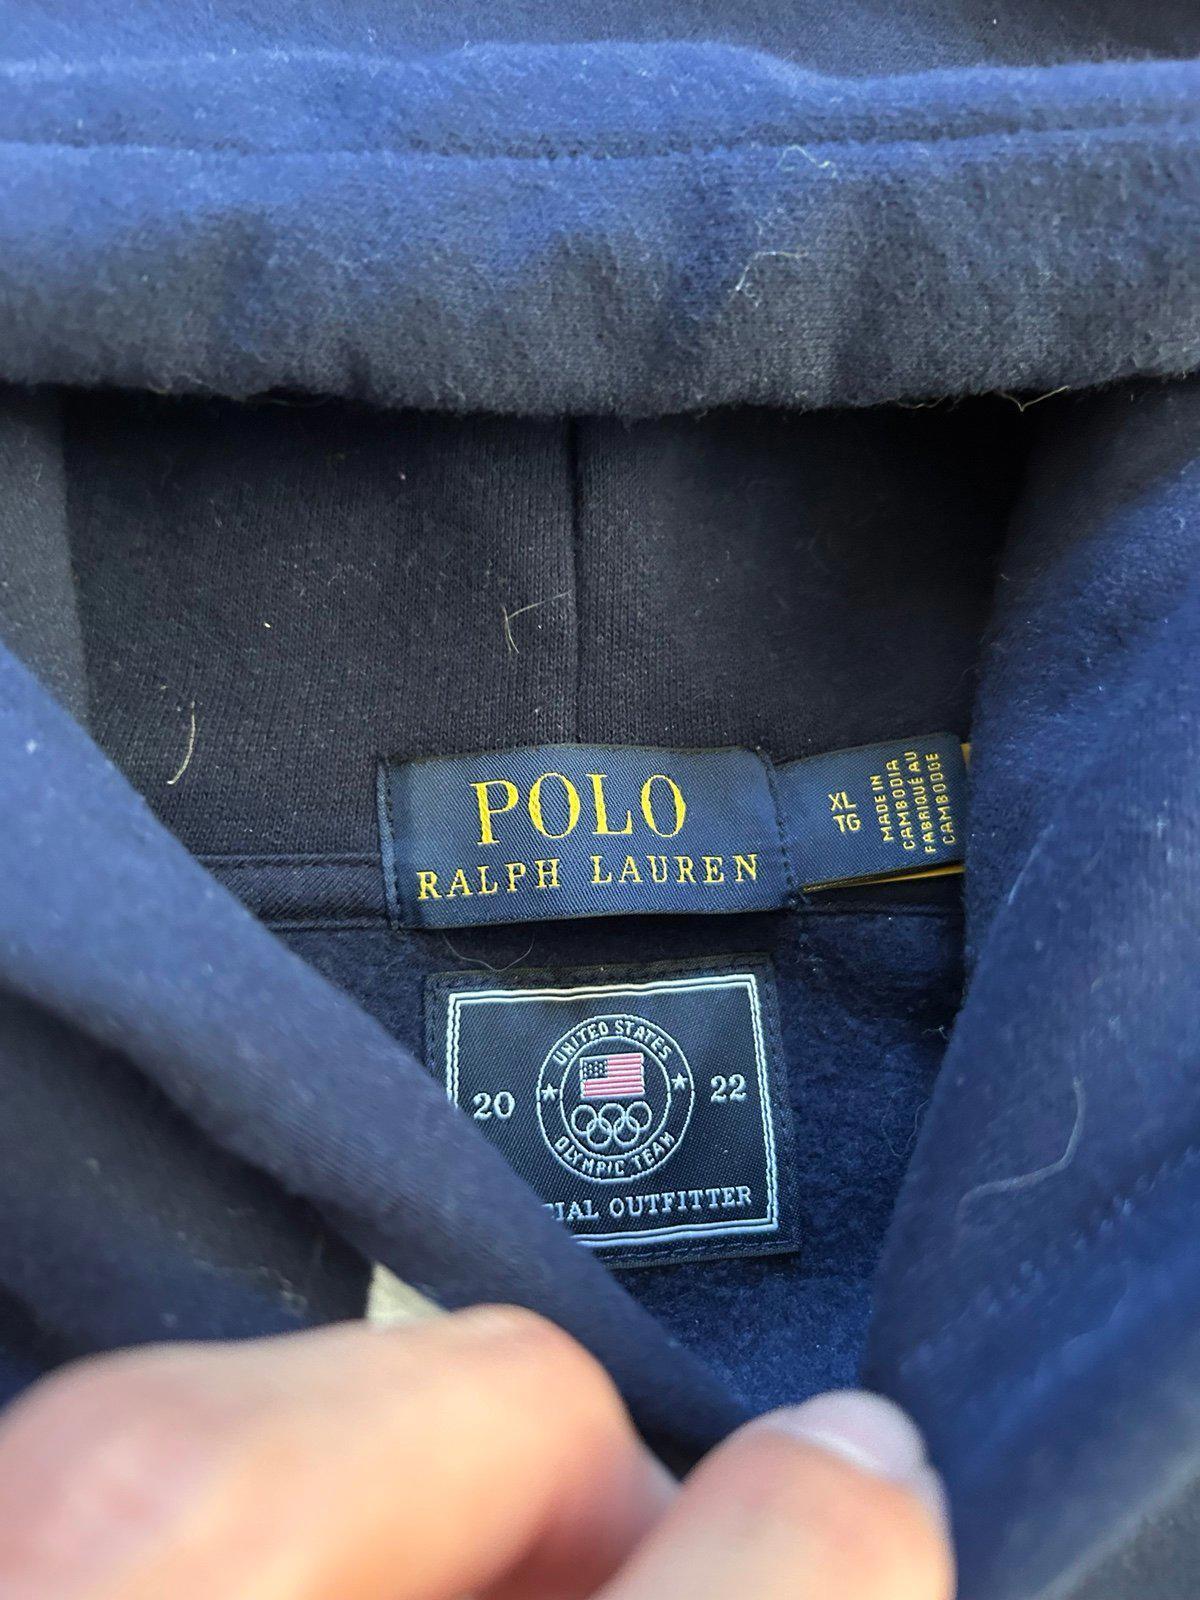 POLO
RALPH LAUREN
XL
TG
MADE IN
CAMBODIA
FABRIQUÉ AU
CAMBODGE
UNITED STATES
20 22
OLYMPIC TEAM
CIAL OUTFITTER